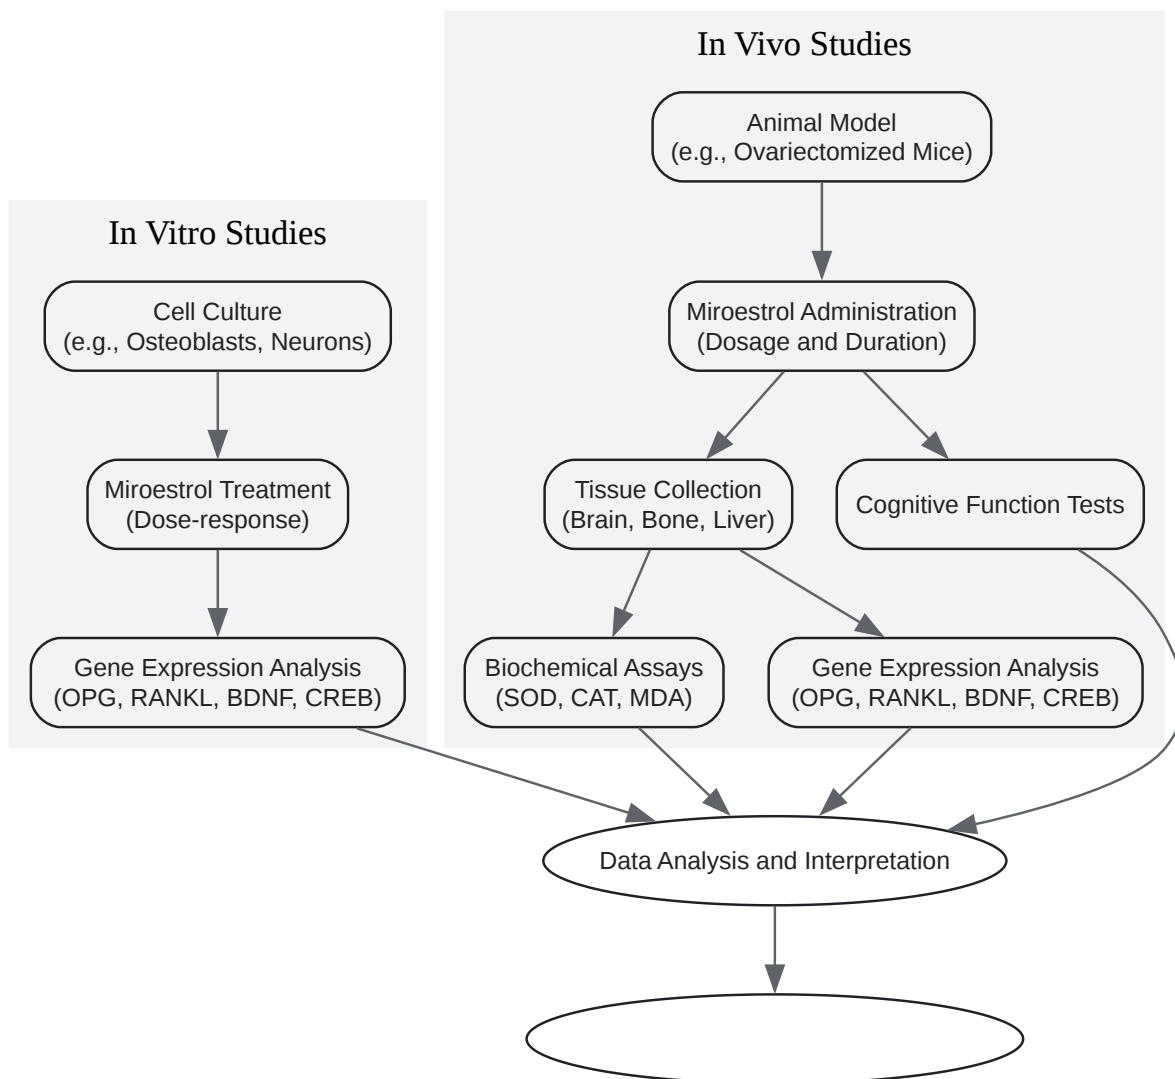 In Vivo Studies
Animal Model
(e.g., Ovariectomized Mice)
In Vitro Studies
Cell Culture
(e.g., Osteoblasts, Neurons)
Miroestrol Administration
(Dosage and Duration)
Miroestrol Treatment
(Dose-response)
Tissue Collection
(Brain, Bone, Liver)
Cognitive Function Tests
Gene Expression Analysis
(OPG, RANKL, BDNF, CREB)
Biochemical Assays
(SOD, CAT, MDA)
Gene Expression Analysis
(OPG, RANKL, BDNF, CREB)
Data Analysis and Interpretation